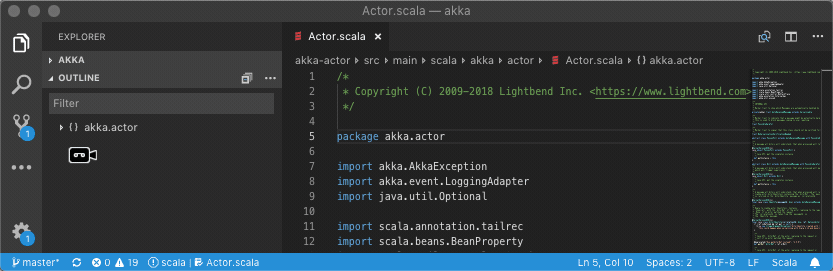 Actor.scala — akka
EXPLORER
AKKA
OUTLINE
Filter
{} akka.actor
1
1
Actor.scala
akka-actor > src > main > scala > akka > actor > Actor.scala > {} akka.actor
1 /*
2 * Copyright (C) 2009-2018 Lightbend Inc. <https://www.lightbend.com>
3 */
4
5 package akka.actor
6
7 import akka.AkkaException
8 import akka.event.LoggingAdapter
9 import java.util.Optional
10
11 import scala.annotation.tailrec
12 import scala.beans.BeanProperty
master* 0 19 scala | Actor.scala Ln 5, Col 10 Spaces: 2 UTF-8 LF Scala